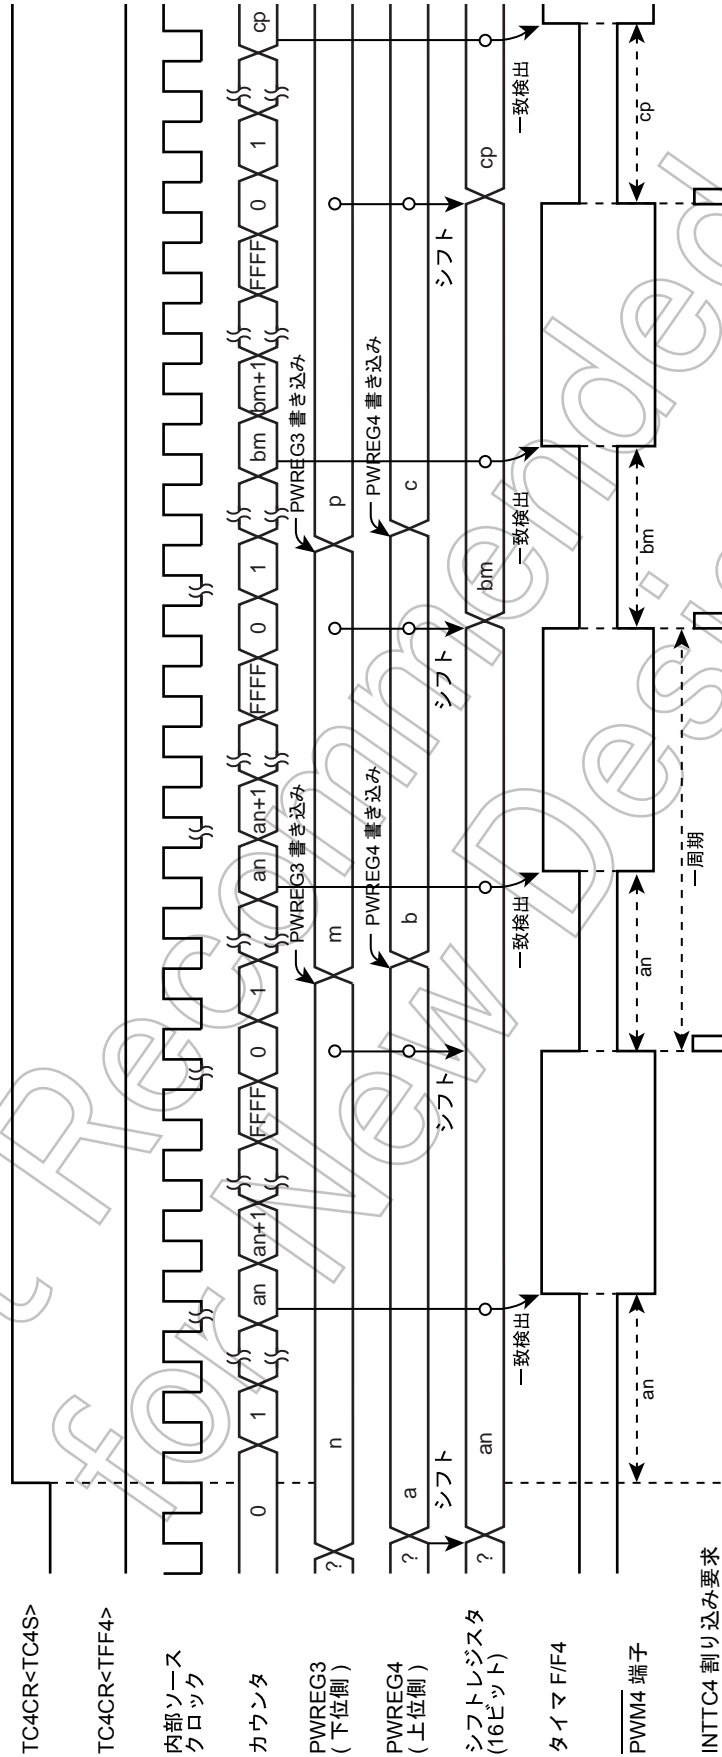 TC4CR<TC4S>
TC4CR<TFF4>
内部ソース
クロック
カウンタ
0 1 an an+1 FFFF 0 1 an an+1 FFFF 0 1 bm bm+1 FFFF 0 1 cp
PWREG3 書き込み
PWREG3 書き込み
PWREG3
(下位側)
? n m p
PWREG4 書き込み
PWREG4 書き込み
PWREG4
(上位側)
? a b c
シフト シフト シフト シフト
シフトレジスタ
(16ビット)
? an bm cp
一致検出 一致検出 一致検出 一致検出
タイマ F/F4
PWM4 端子
an an bm cp
一周期
INTTC4 割り込み要求
t Recommended
for New Desi